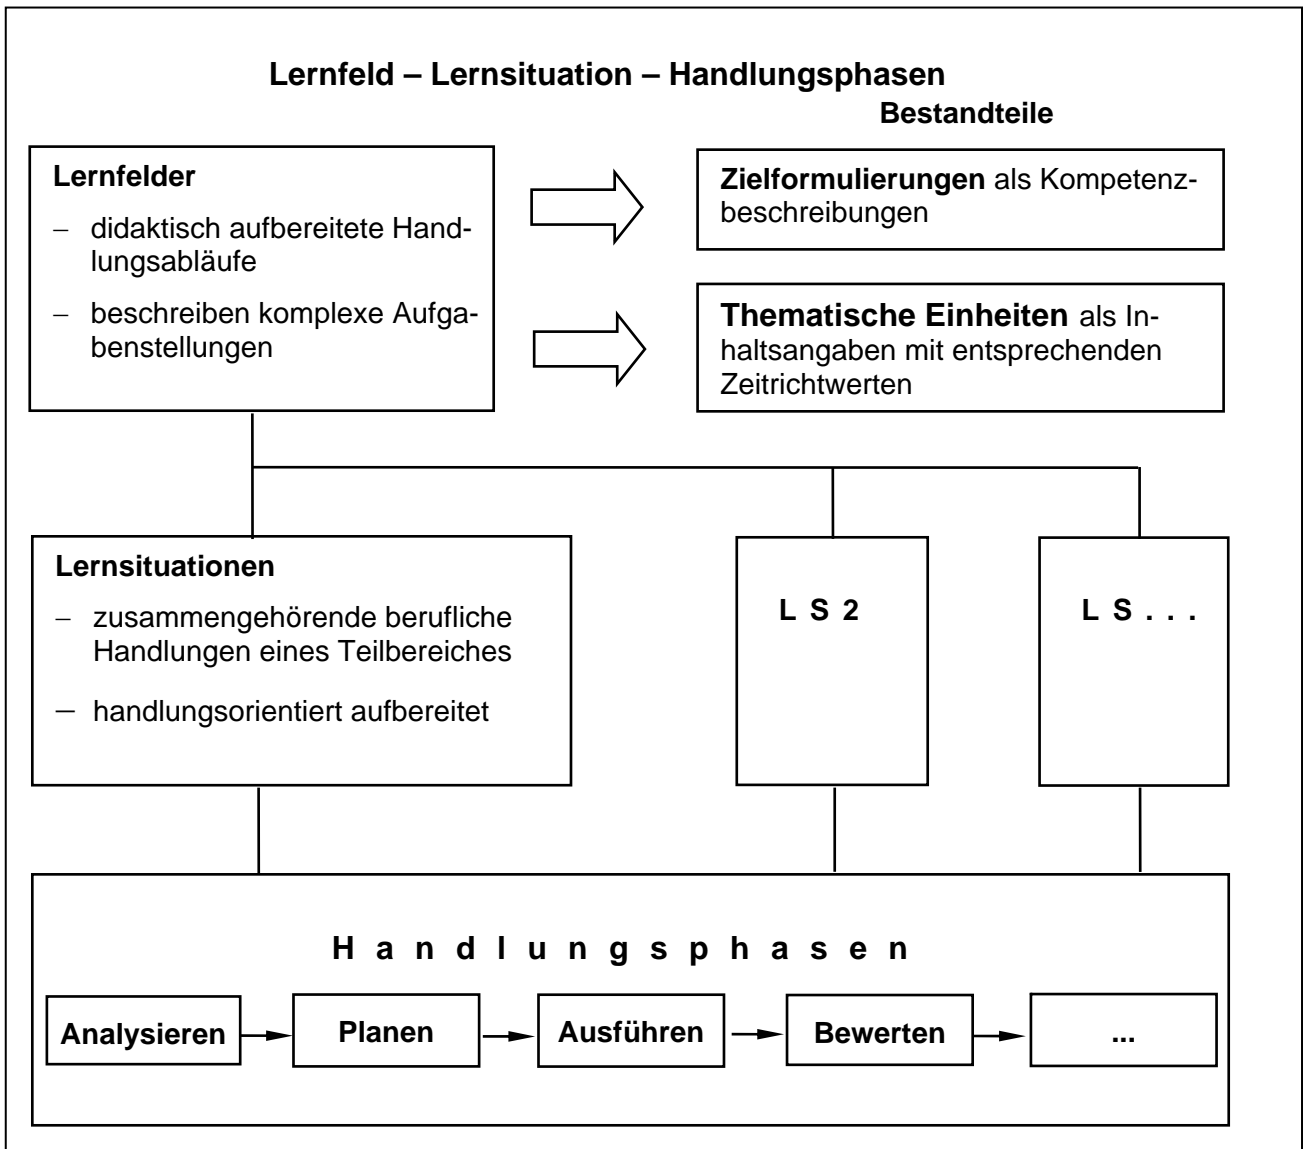 Lernfeld – Lernsituation – Handlungsphasen
Bestandteile
Lernfelder
– didaktisch aufbereitete Hand-
lungsabläufe
– beschreiben komplexe Aufga-
benstellungen
Zielformulierungen als Kompetenz-
beschreibungen
Thematische Einheiten als In-
haltsangaben mit entsprechenden
Zeitrichtwerten
Lernsituationen
– zusammengehörende berufliche
Handlungen eines Teilbereiches
– handlungsorientiert aufbereitet
L S 2
L S . . .
H a n d l u n g s p h a s e n
Analysieren
Planen
Ausführen
Bewerten
...